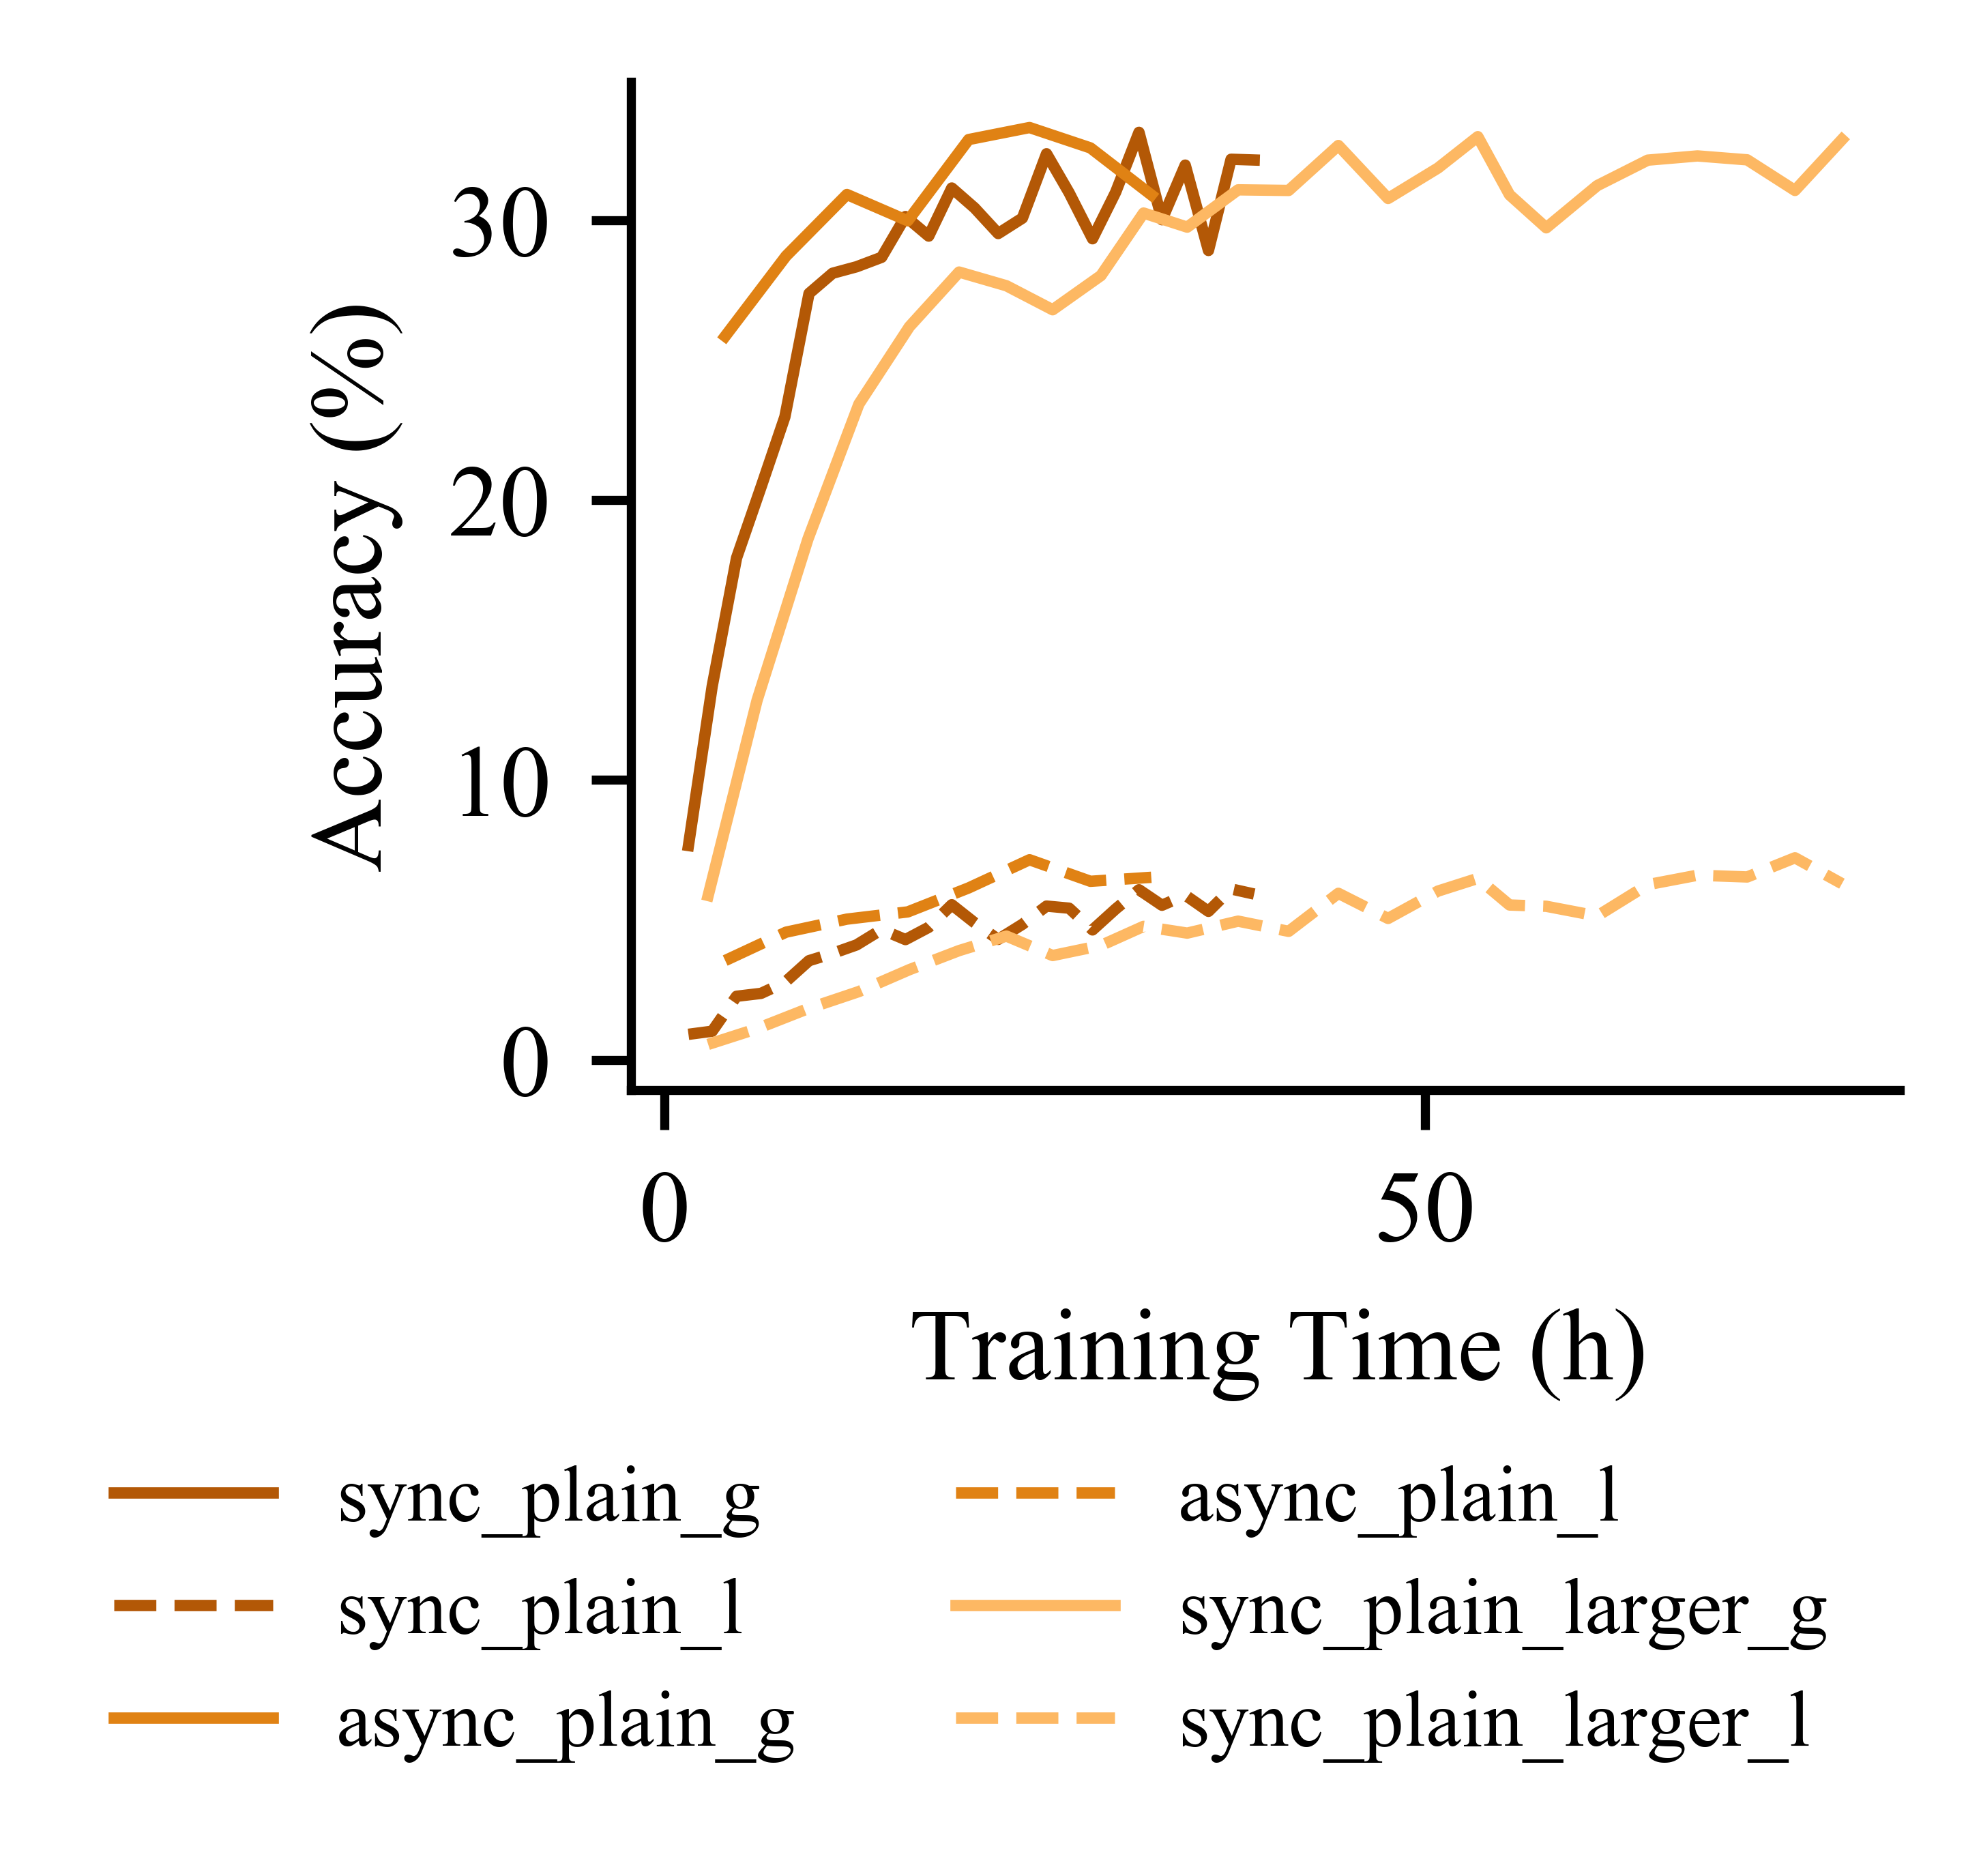 30
20
10
0
Accuracy (%)
0 50
Training Time (h)
sync_plain_g
sync_plain_l
async_plain_g
async_plain_l
sync_plain_larger_g
sync_plain_larger_l